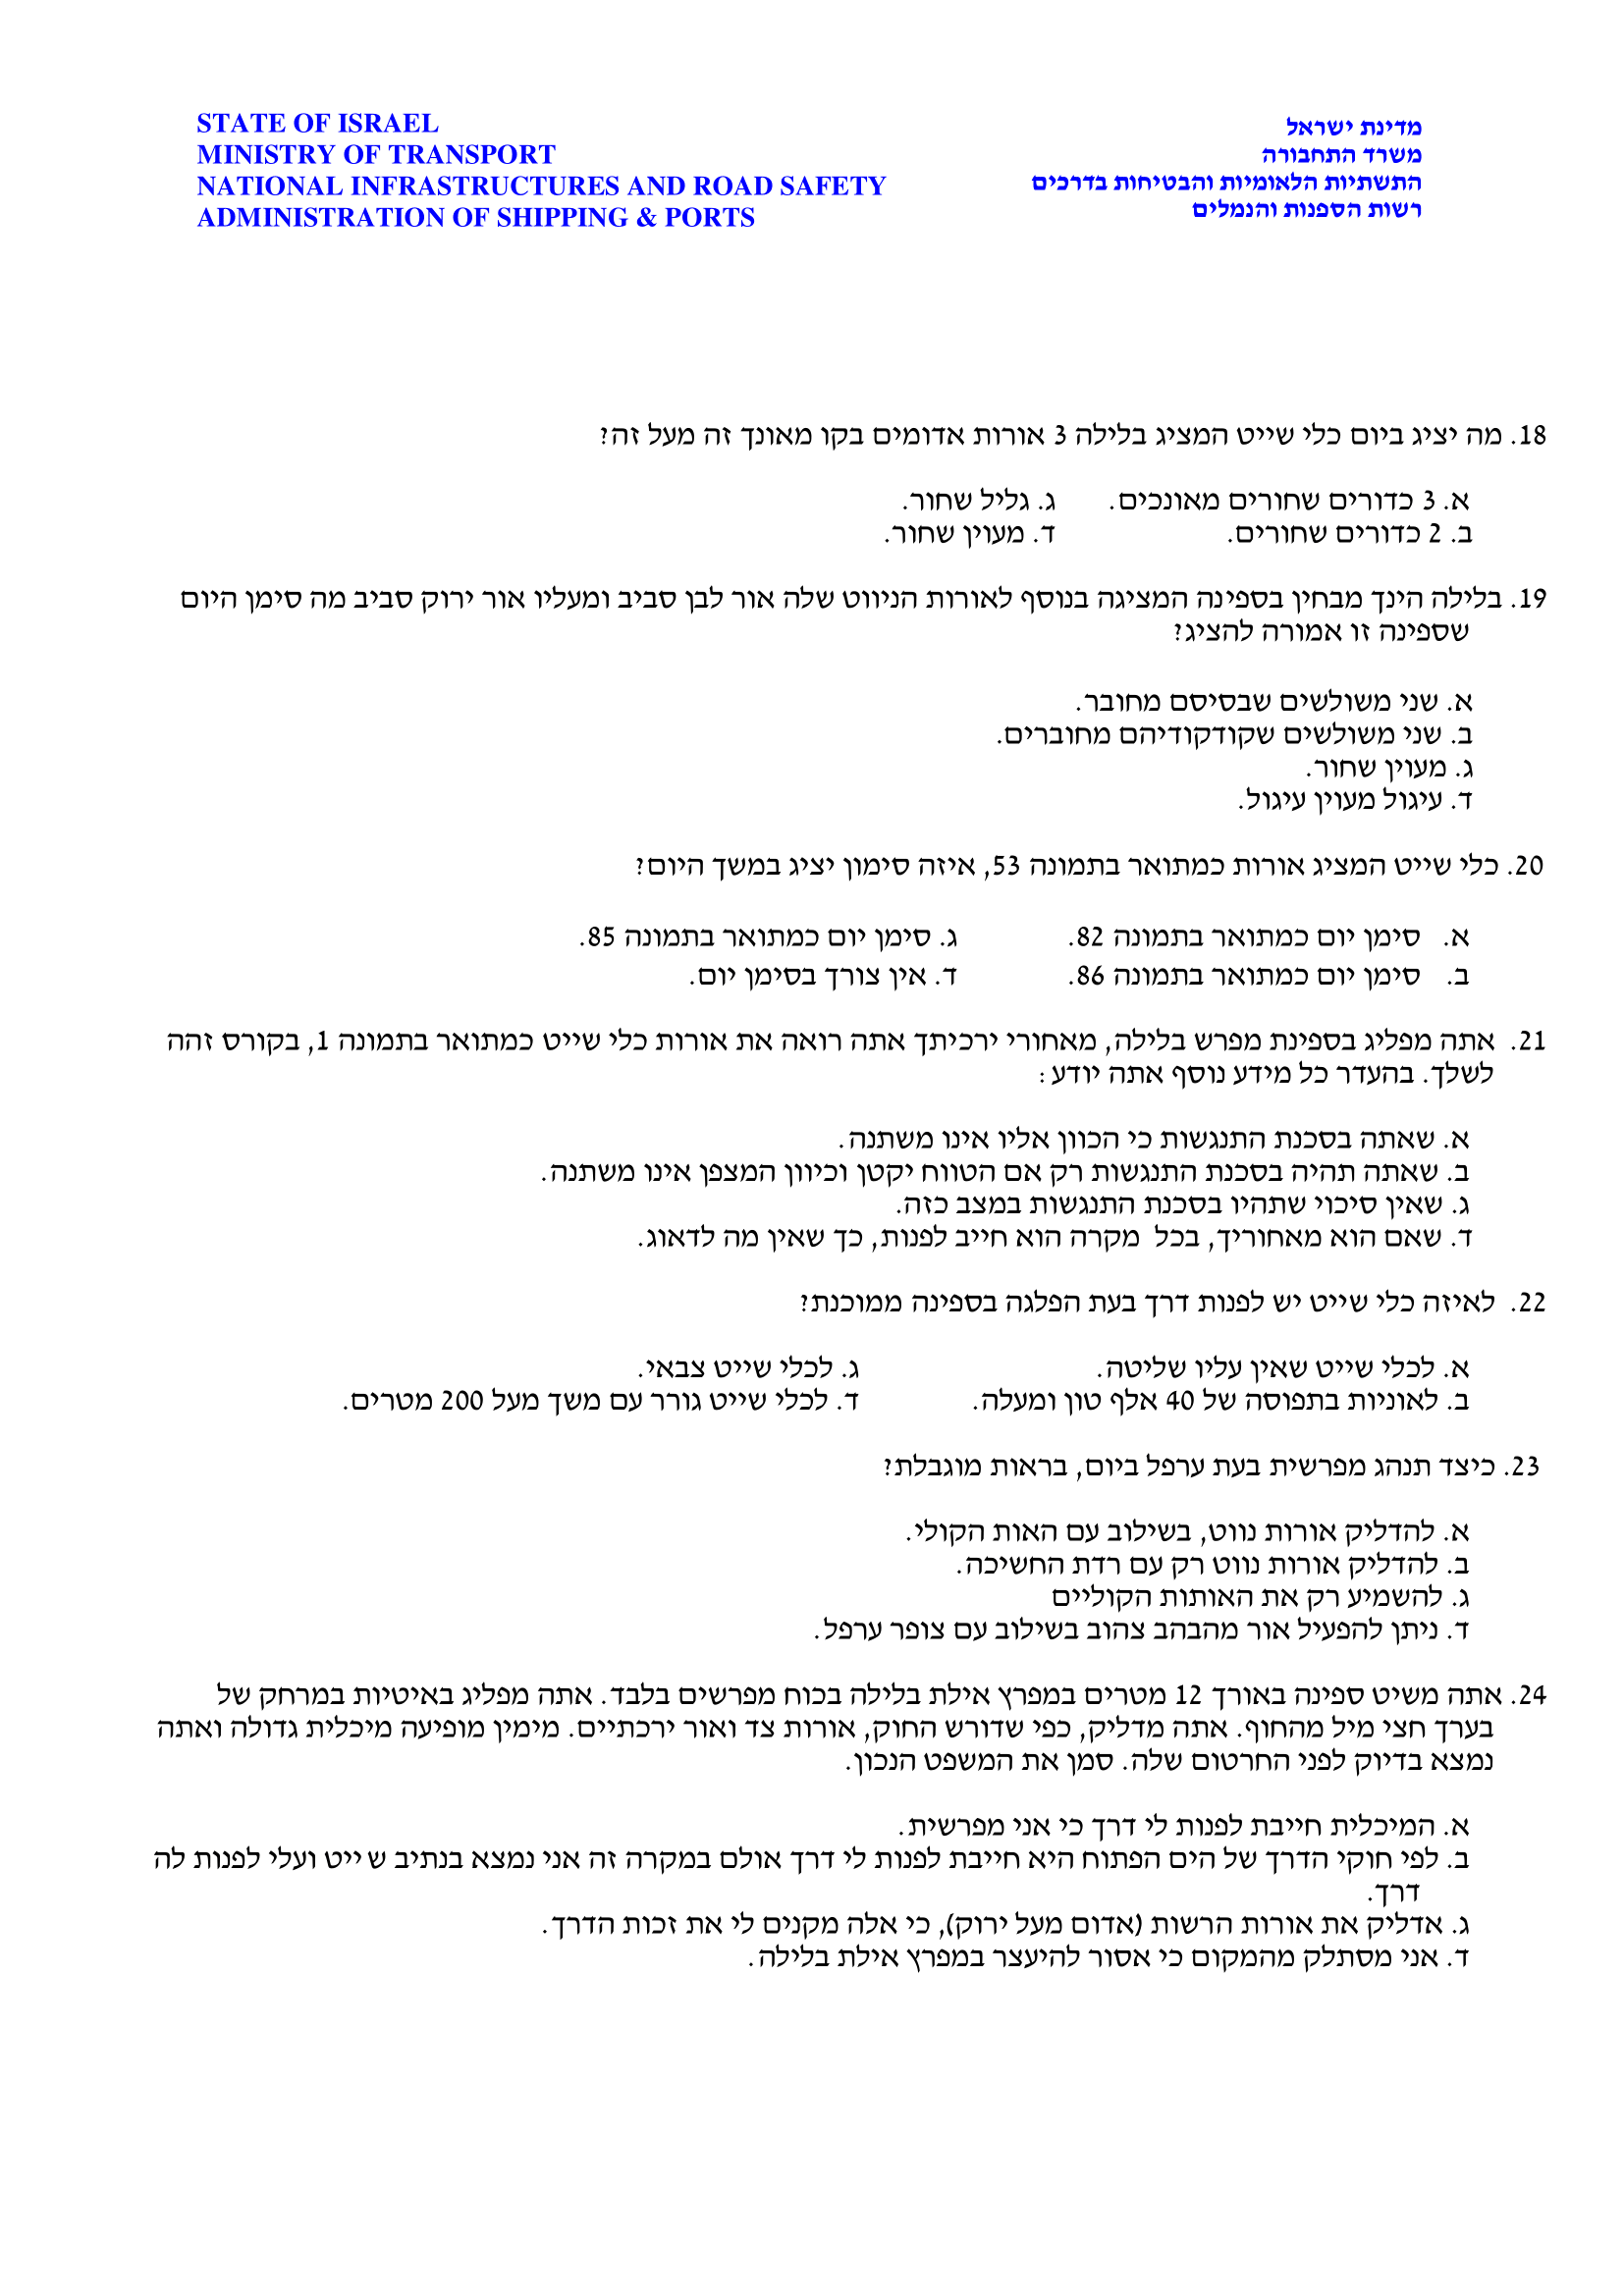 STATE OF ISRAEL
MINISTRY OF TRANSPORT
NATIONAL INFRASTRUCTURES AND ROAD SAFETY
ADMINISTRATION OF SHIPPING & PORTS
מדינת ישראל
משרד התחבורה
התשתיות הלאומיות והבטיחות בדרכים
רשות הספנות והנמלים
18. מה יציג ביום כלי שייט המציג בלילה 3 אורות אדומים בקו מאונך זה מעל זה?
א. 3 כדורים שחורים מאונכים. ג. גליל שחור.
ב. 2 כדורים שחורים. ד. מעוין שחור.
19. בלילה הינך מבחין בספינה המציגה בנוסף לאורות הניווט שלה אור לבן סביב ומעליו אור ירוק סביב מה סימן היום
שספינה זו אמורה להציג?
א. שני משולשים שבסיסם מחובר.
ב. שני משולשים שקודקודיהם מחוברים.
ג. מעוין שחור.
ד. עיגול מעוין עיגול.
20. כלי שייט המציג אורות כמתואר בתמונה 53, איזה סימון יציג במשך היום?
א. סימן יום כמתואר בתמונה 82. ג. סימן יום כמתואר בתמונה 85.
ב. סימן יום כמתואר בתמונה 86. ד. אין צורך בסימן יום.
21. אתה מפליג בספינת מפרש בלילה, מאחורי ירכיתך אתה רואה את אורות כלי שייט כמתואר בתמונה 1, בקורס זהה
לשלך. בהעדר כל מידע נוסף אתה יודע:
א. שאתה בסכנת התנגשות כי הכוון אליו אינו משתנה.
ב. שאתה תהיה בסכנת התנגשות רק אם הטווח יקטן וכיוון המצפן אינו משתנה.
ג. שאין סיכוי שתהיו בסכנת התנגשות במצב כזה.
ד. שאם הוא מאחוריך, בכל מקרה הוא חייב לפנות, כך שאין מה לדאוג.
22. לאיזה כלי שייט יש לפנות דרך בעת הפלגה בספינה ממוכנת?
א. לכלי שייט שאין עליו שליטה. ג. לכלי שייט צבאי.
ב. לאוניות בתפוסה של 40 אלף טון ומעלה. ד. לכלי שייט גורר עם משך מעל 200 מטרים.
23. כיצד תנהג מפרשית בעת ערפל ביום, בראות מוגבלת?
א. להדליק אורות נווט, בשילוב עם האות הקולי.
ב. להדליק אורות נווט רק עם רדת החשיכה.
ג. להשמיע רק את האותות הקוליים
ד. ניתן להפעיל אור מהבהב צהוב בשילוב עם צופר ערפל.
24. אתה משיט ספינה באורך 12 מטרים במפרץ אילת בלילה בכוח מפרשים בלבד. אתה מפליג באיטיות במרחק של
בערך חצי מיל מהחוף. אתה מדליק, כפי שדורש החוק, אורות צד ואור ירכתיים. מימין מופיעה מיכלית גדולה ואתה
נמצא בדיוק לפני החרטום שלה. סמן את המשפט הנכון.
א. המיכלית חייבת לפנות לי דרך כי אני מפרשית.
ב. לפי חוקי הדרך של הים הפתוח היא חייבת לפנות לי דרך אולם במקרה זה אני נמצא בנתיב ש ייט ועלי לפנות לה
דרך.
ג. אדליק את אורות הרשות (אדום מעל ירוק), כי אלה מקנים לי את זכות הדרך.
ד. אני מסתלק מהמקום כי אסור להיעצר במפרץ אילת בלילה.